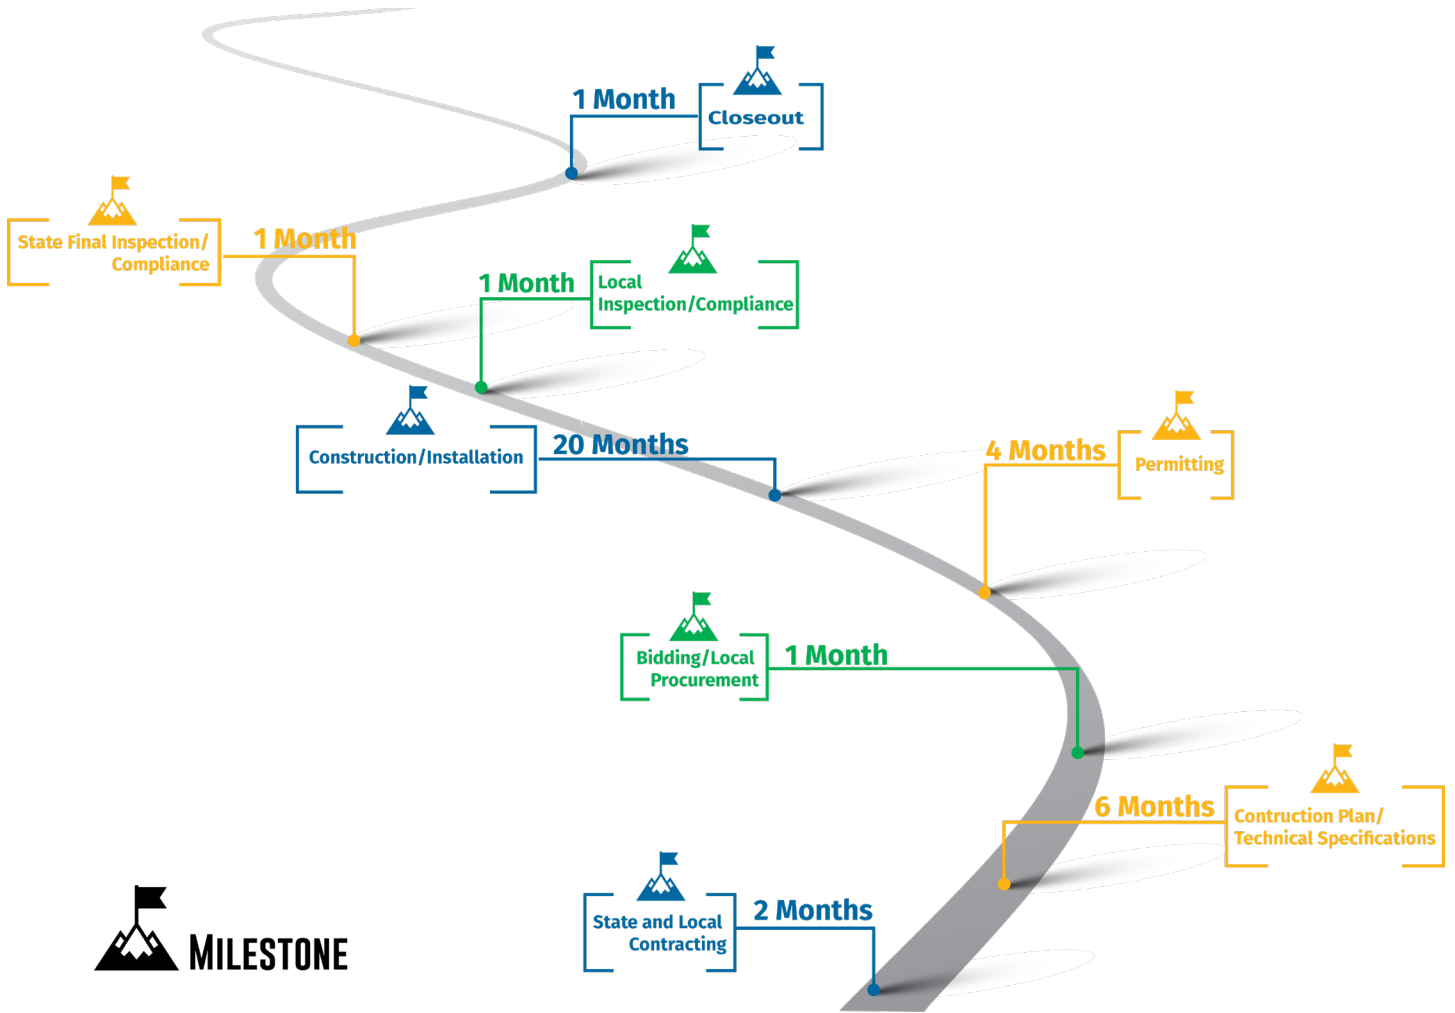 1 Month
Closeout
State Final Inspection/
Compliance
1 Month
1 Month
Local
Inspection/Compliance
Construction/Installation
20 Months
4 Months
Permitting
Bidding/Local
Procurement
1 Month
6 Months
Contruction Plan/
Technical Specifications
State and Local
Contracting
2 Months
MILESTONE